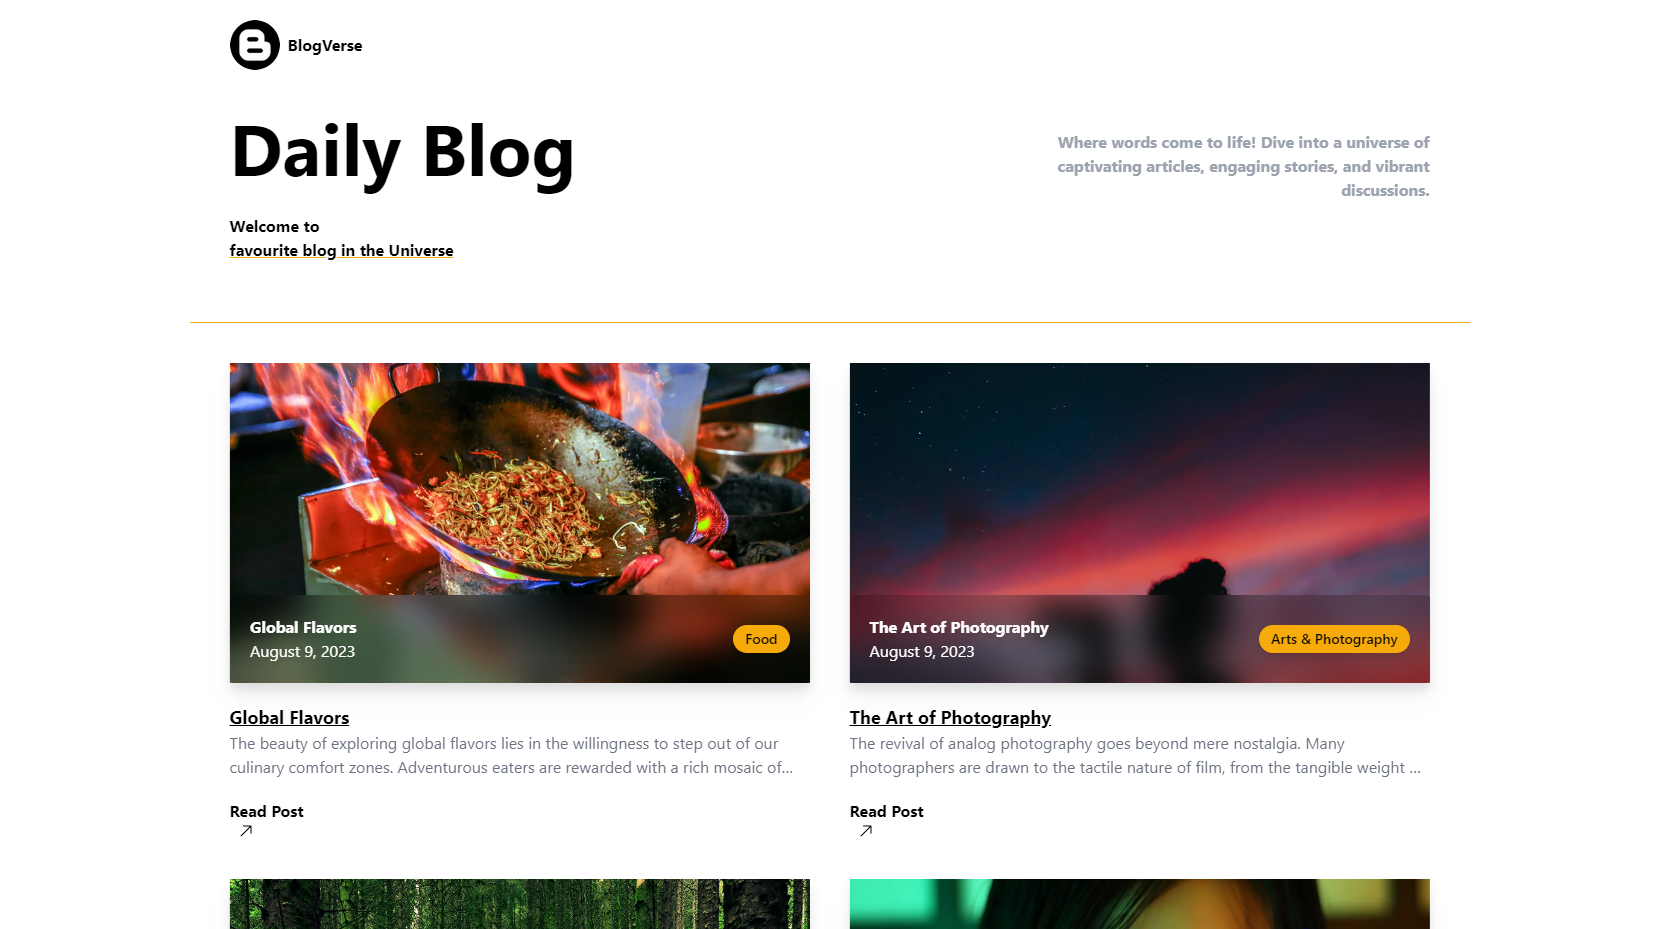 BlogVerse
Daily Blog
Welcome to
favourite blog in the Universe
Where words come to life! Dive into a universe of
captivating articles, engaging stories, and vibrant
discussions.
Global Flavors
August 9, 2023
Food
Global Flavors
The beauty of exploring global flavors lies in the willingness to step out of our
culinary comfort zones. Adventurous eaters are rewarded with a rich mosaic of...
Read Post
The Art of Photography
August 9, 2023
Arts & Photography
The Art of Photography
The revival of analog photography goes beyond mere nostalgia. Many
photographers are drawn to the tactile nature of film, from the tangible weight ...
Read Post